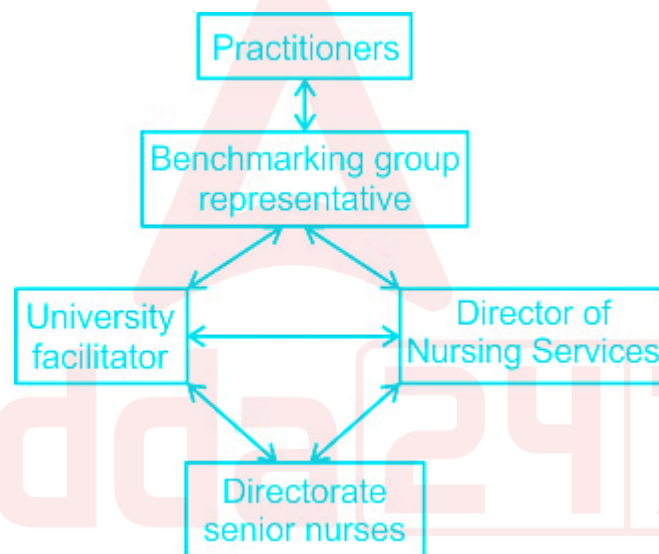 Practitioners
Benchmarking group
representative
University
facilitator
Director of
Nursing Services
Directorate
senior nurses